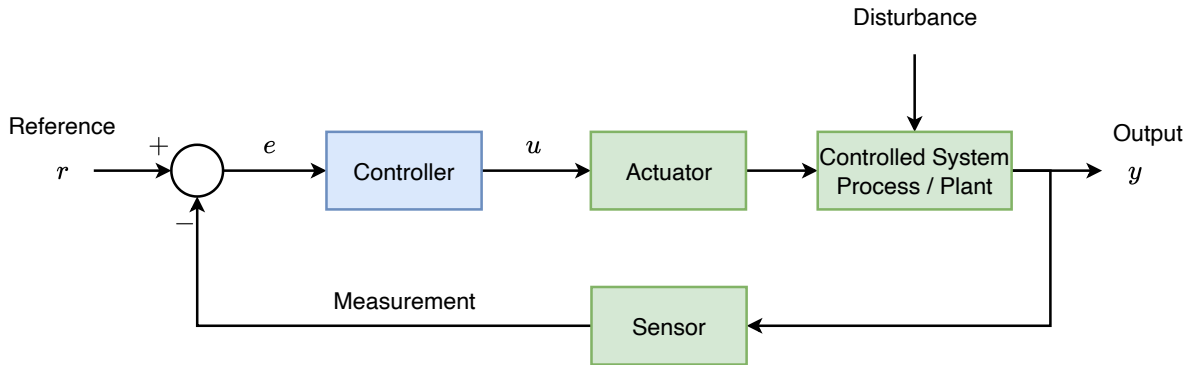 Disturbance
Reference
r
+
−
e
Controller
u
Actuator
Controlled System
Process / Plant
Output
y
Measurement
Sensor